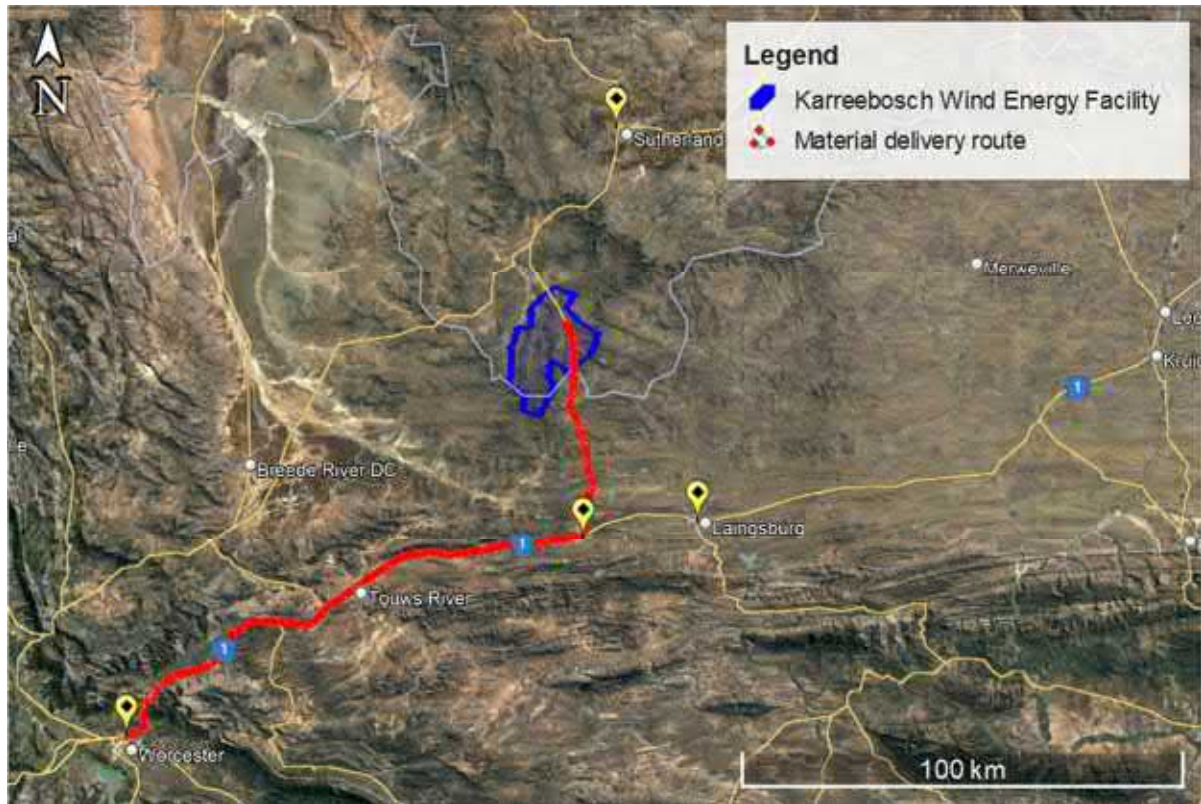 N
Legend
Karreebosch Wind Energy Facility
Material delivery route
Sutherland
Merweville
1
Breede River DC
Laingsburg
1
Touws River
1
Worcester
100 km